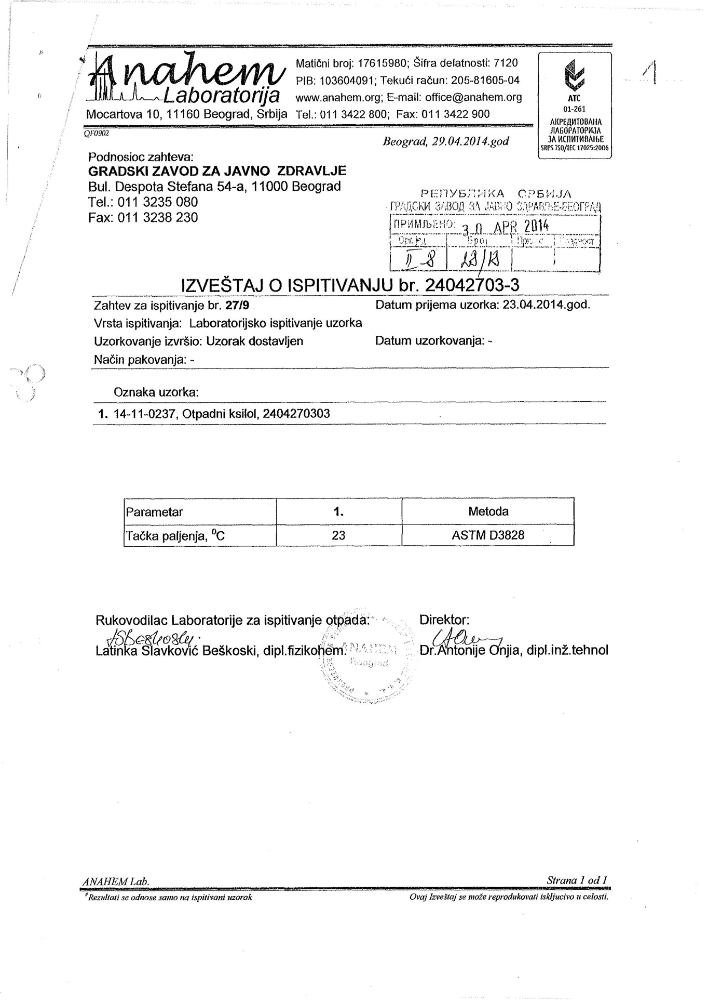 Anahem
Laboratorija
Mocartova 10, 11160 Beograd, Srbija
Matični broj: 17615980; Šifra delatnosti: 7120
PIB: 103604091; Tekući račun: 205-81605-04
www.anahem.org; E-mail: office@anahem.org
Tel.: 011 3422 800; Fax: 011 3422 900
АТС
01-261
АКРЕДИТОВАНА
ЛАБОРАТОРИЈА
ЗА ИСПИТИВАЊЕ
SRPS ISO/IEC 17025:2006
1
QF0902
Beograd, 29.04.2014.god
Podnosioc zahteva:
GRADSKI ZAVOD ZA JAVNO ZDRAVLJE
Bul. Despota Stefana 54-a, 11000 Beograd
Tel.: 011 3235 080
Fax: 011 3238 230
РЕПУБЛИКА СРБИЈА
ГРАДСКИ ЗАВОД ЗА ЈАВНО ЗДРАВЉЕ-БЕОГРАД
ПРИМЉЕНО: 30 APR 2014
Орг. јед Број
II-8
IZVEŠTAJ O ISPITIVANJU br. 24042703-3
Zahtev za ispitivanje br. 27/9 Datum prijema uzorka: 23.04.2014.god.
Vrsta ispitivanja: Laboratorijsko ispitivanje uzorka
Uzorkovanje izvršio: Uzorak dostavljen Datum uzorkovanja: -
Način pakovanja: -
Oznaka uzorka:
1. 14-11-0237, Otpadni ksilol, 2404270303
Parametar 1. Metoda
Tačka paljenja, ⁰C 23 ASTM D3828
Rukovodilac Laboratorije za ispitivanje otpada: Direktor:
Latinka Slavković Beškoski, dipl.fizikohem. Dr.Antonije Onjia, dipl.inž.tehnol
ANAHEM
Beograd
ANAHEM Lab. Strana 1 od 1
"Rezultati se odnose samo na ispitivani uzorak Ovaj Izveštaj se može reprodukovati iskljucivo u celosti.